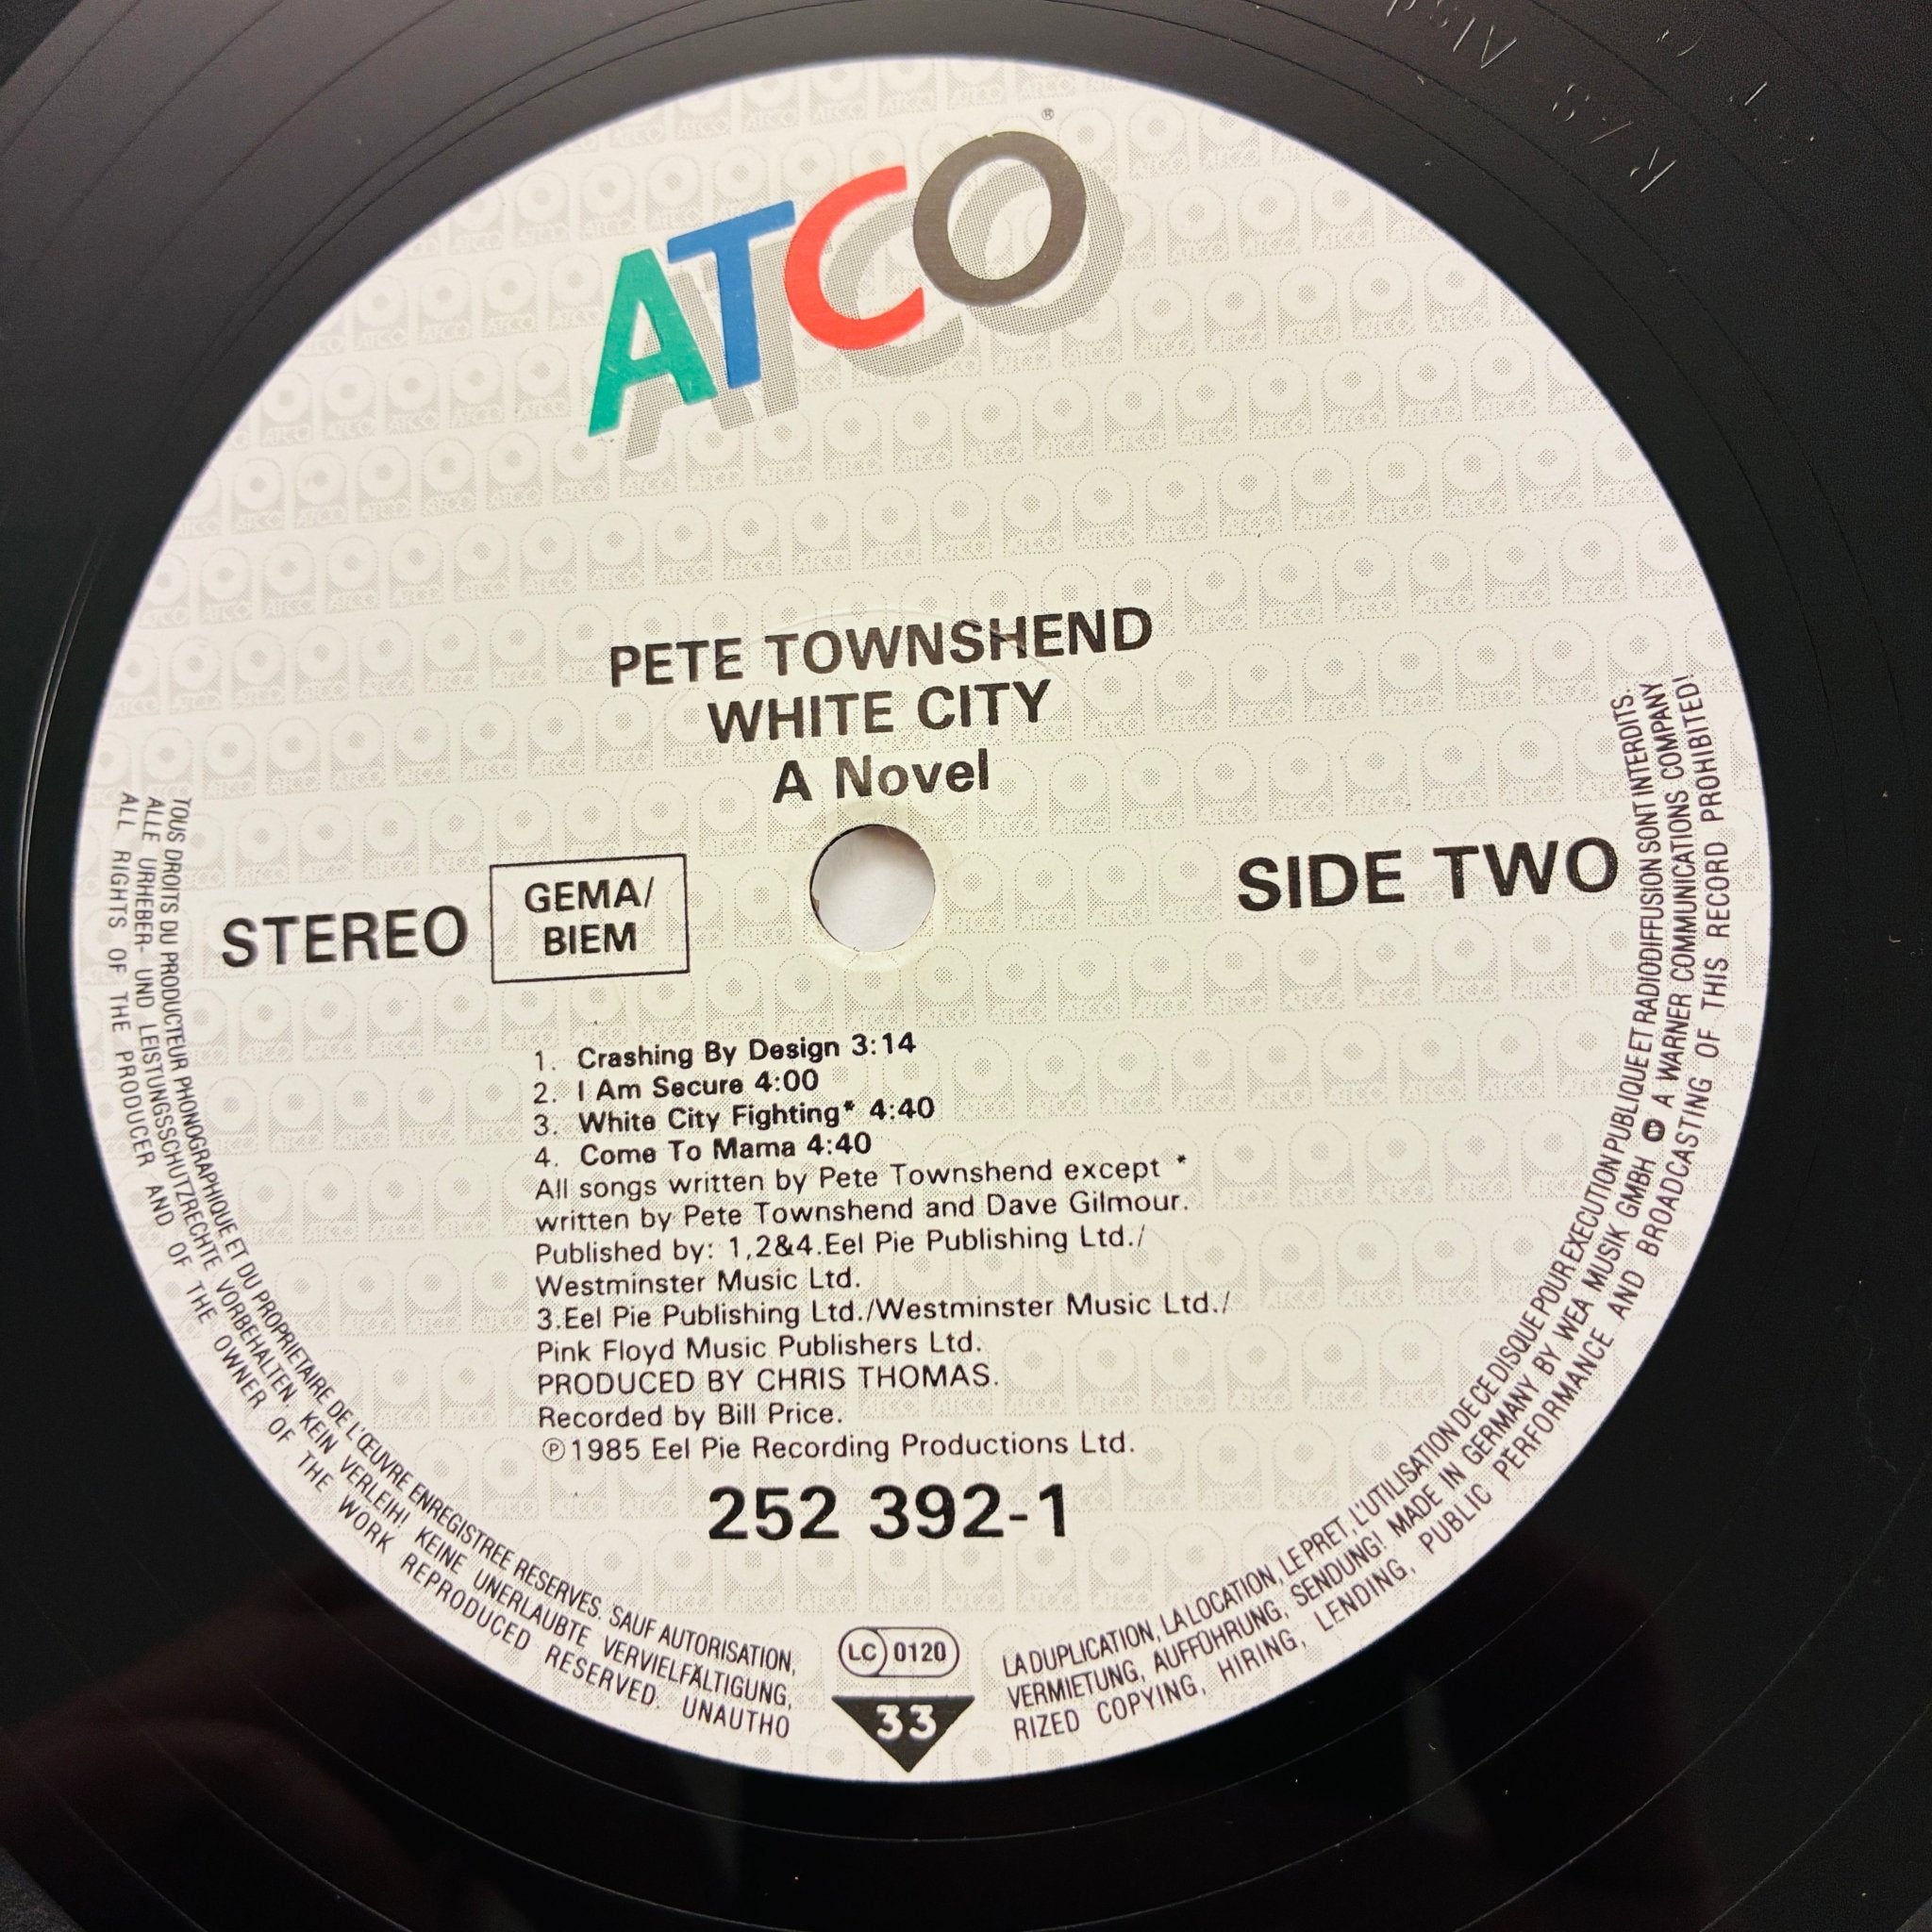 ATCO
®
PETE TOWNSHEND
WHITE CITY
A Novel
STEREO
GEMA/
BIEM
SIDE TWO
1. Crashing By Design 3:14
2. I Am Secure 4:00
3. White City Fighting* 4:40
4. Come To Mama 4:40
All songs written by Pete Townshend except *
written by Pete Townshend and Dave Gilmour.
Published by: 1,2&4.Eel Pie Publishing Ltd./
Westminster Music Ltd.
3.Eel Pie Publishing Ltd./Westminster Music Ltd./
Pink Floyd Music Publishers Ltd.
PRODUCED BY CHRIS THOMAS.
Recorded by Bill Price.
℗1985 Eel Pie Recording Productions Ltd.
252 392-1
LC 0120
33
TOUS DROITS DU PRODUCTEUR PHONOGRAPHIQUE ET DU PROPRIETAIRE DE L'ŒUVRE ENREGISTREE RESERVES. SAUF AUTORISATION, LA DUPLICATION, LA LOCATION, LE PRET, L'UTILISATION DE CE DISQUE POUR EXECUTION PUBLIQUE ET RADIODIFFUSION SONT INTERDITS.
ALLE URHEBER- UND LEISTUNGSSCHUTZRECHTE VORBEHALTEN. KEIN VERLEIH! KEINE UNERLAUBTE VERVIELFÄLTIGUNG, VERMIETUNG, AUFFÜHRUNG, SENDUNG! MADE IN GERMANY BY WEA MUSIK GMBH A WARNER COMMUNICATIONS COMPANY
ALL RIGHTS OF THE PRODUCER AND OF THE OWNER OF THE WORK REPRODUCED RESERVED. UNAUTHORIZED COPYING, HIRING, LENDING, PUBLIC PERFORMANCE AND BROADCASTING OF THIS RECORD PROHIBITED!